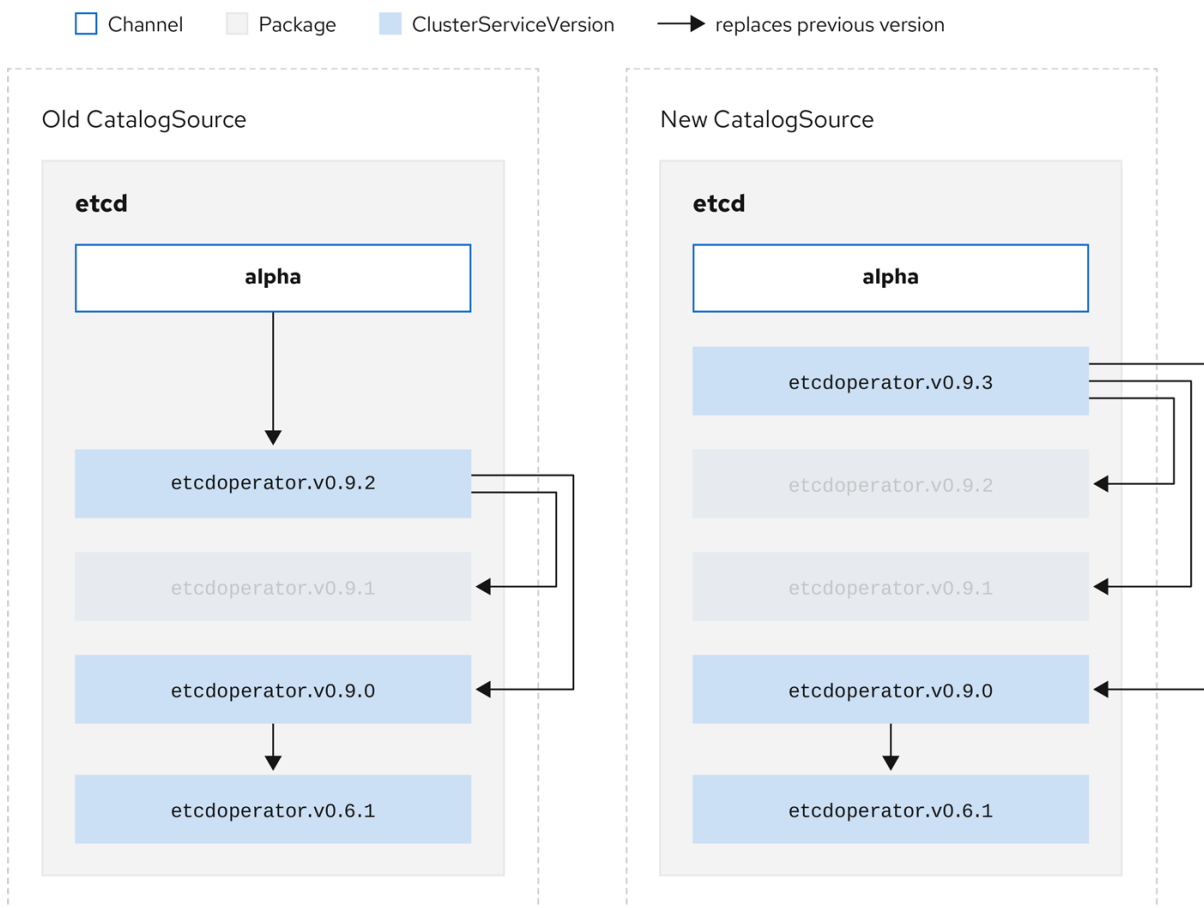 Channel
Package
ClusterServiceVersion
replaces previous version
Old CatalogSource
etcd
alpha
etcdoperator.v0.9.2
etcdoperator.v0.9.1
etcdoperator.v0.9.0
etcdoperator.v0.6.1
New CatalogSource
etcd
alpha
etcdoperator.v0.9.3
etcdoperator.v0.9.2
etcdoperator.v0.9.1
etcdoperator.v0.9.0
etcdoperator.v0.6.1